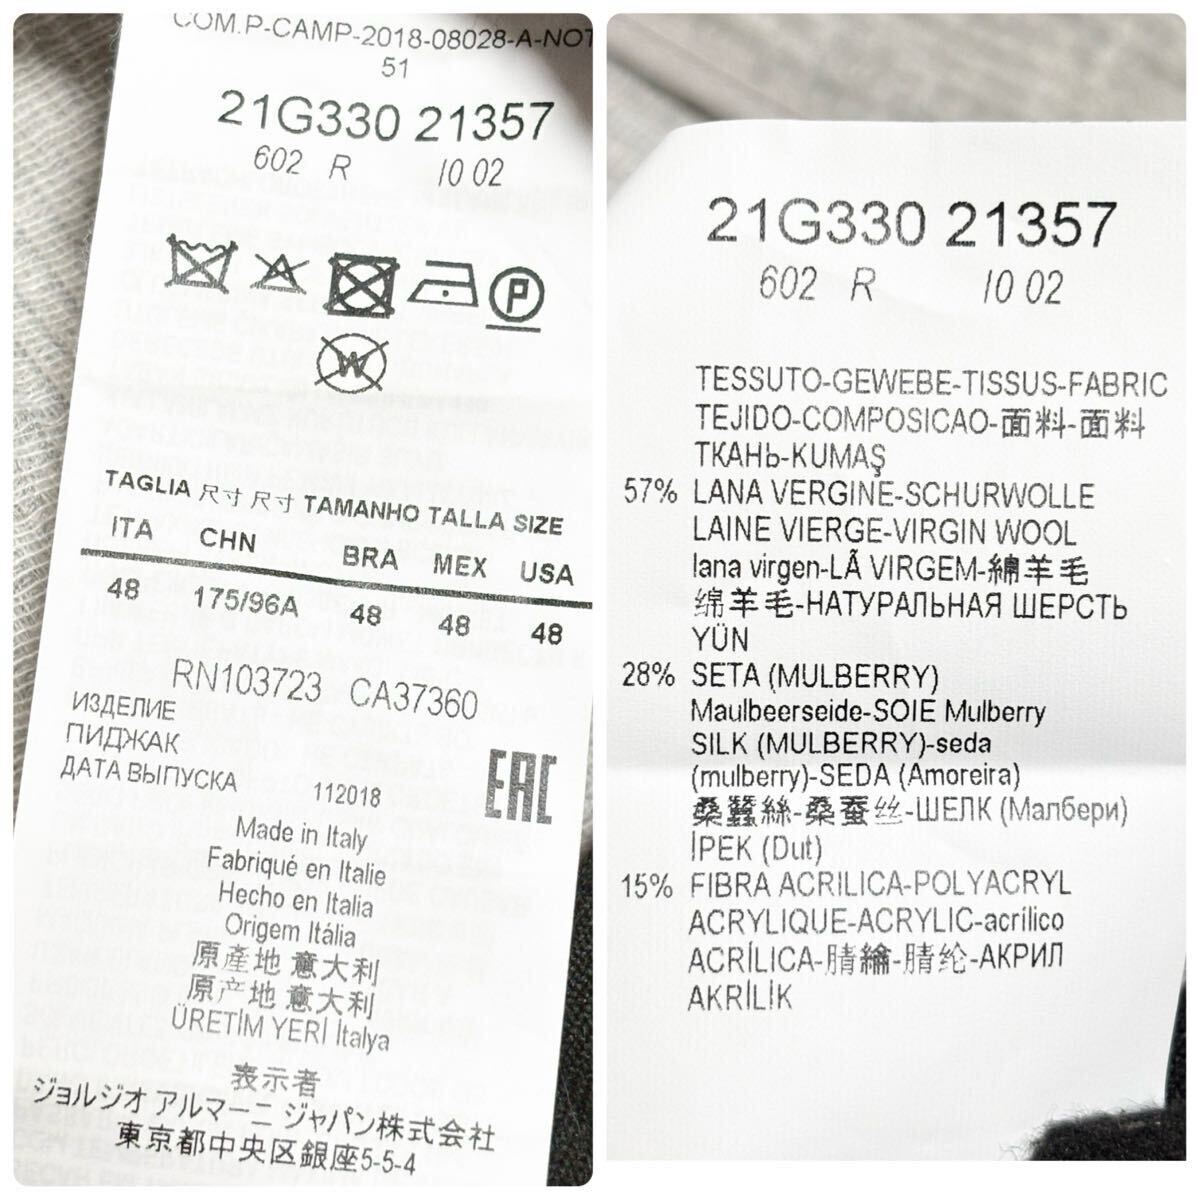 COM.P-CAMP-2018-08028-A-NOT
51
21G330 21357
602 R 10 02
W
P
TAGLIA 尺寸 尺寸 TAMANHO TALLA SIZE
ITA CHN BRA MEX USA
48 175/96A 48 48 48
RN103723 CA37360
ИЗДЕЛИЕ
ПИДЖАК
ДАТА ВЫПУСКА 112018
EAC
Made in Italy
Fabriqué en Italie
Hecho en Italia
Origem Itália
原產地 意大利
原产地 意大利
ÜRETİM YERİ İtalya
表示者
ジョルジオ アルマーニ ジャパン株式会社
東京都中央区銀座5-5-4
21G330 21357
602 R 10 02
TESSUTO-GEWEBE-TISSUS-FABRIC
TEJIDO-COMPOSICAO-面料-面料
ТКАНЬ-KUMAŞ
57% LANA VERGINE-SCHURWOLLE
LAINE VIERGE-VIRGIN WOOL
lana virgen-LÃ VIRGEM-綿羊毛
绵羊毛-НАТУРАЛЬНАЯ ШЕРСТЬ
YÜN
28% SETA (MULBERRY)
Maulbeerseide-SOIE Mulberry
SILK (MULBERRY)-seda
(mulberry)-SEDA (Amoreira)
桑蠶絲-桑蚕丝-ШЕЛК (Малбери)
İPEK (Dut)
15% FIBRA ACRILICA-POLYACRYL
ACRYLIQUE-ACRYLIC-acrílico
ACRÍLICA-腈綸-腈纶-АКРИЛ
AKRİLİK